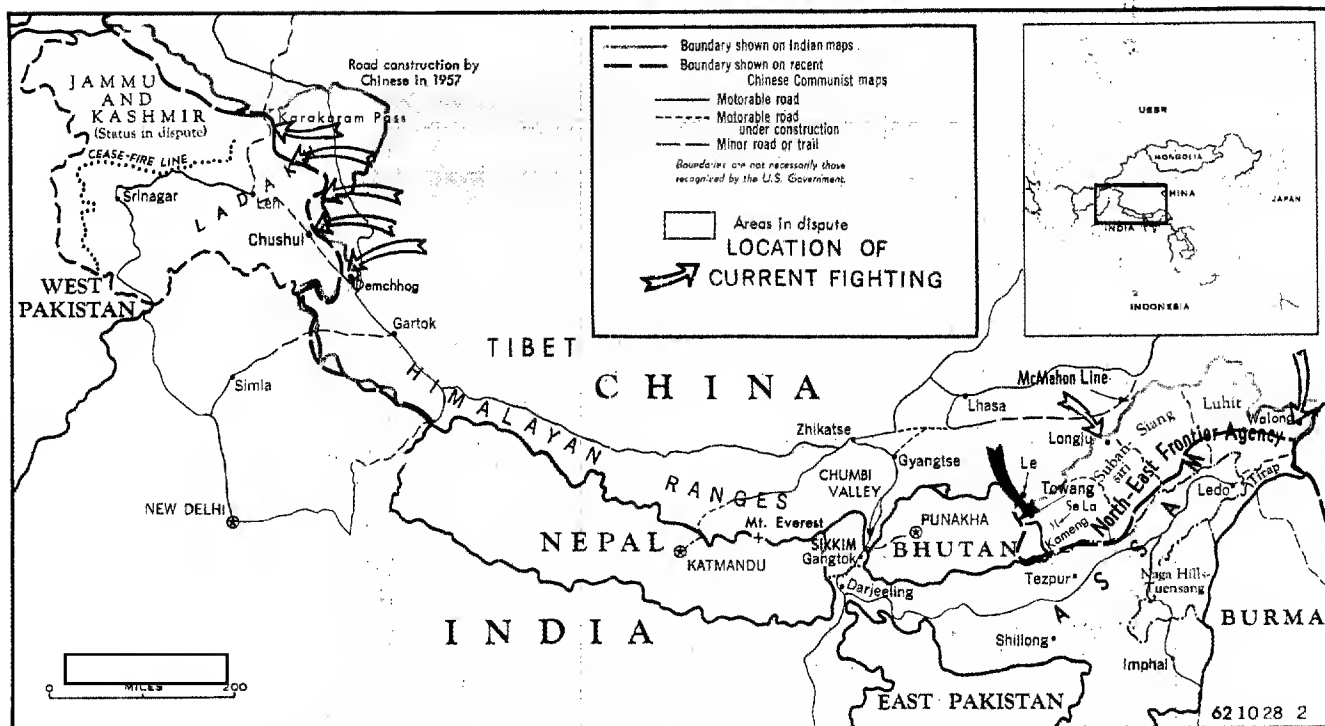 JAMMU
AND
KASHMIR
(Status in dispute)
CEASE-FIRE LINE
Srinagar
LADAK
Leh
Chushul
Demchhog
WEST
PAKISTAN
Road construction by
Chinese in 1957
Karakaram Pass
Gartok
Simla
NEW DELHI
Boundary shown on Indian maps
Boundary shown on recent
Chinese Communist maps
Motorable road
Motorable road
under construction
Minor road or trail
Boundaries are not necessarily those
recognized by the U.S. Government.
Areas in dispute
LOCATION OF
CURRENT FIGHTING
USSR
MONGOLIA
CHINA
JAPAN
INDIA
INDONESIA
TIBET
CHINA
HIMALAYAN RANGES
McMahon Line
Lhasa
Zhikatse
Gyangtse
CHUMBI
VALLEY
Le
Towang
Se La
Kameng
Longju
Suban
siri
Siang
Luhit
Walong
North-East Frontier Agency
Tirap
Ledo
Mt. Everest
NEPAL
KATMANDU
SIKKIM
Gangtok
Darjeeling
PUNAKHA
BHUTAN
Tezpur
ASSAM
Naga Hills
Tuensang
BURMA
INDIA
Shillong
Imphal
EAST PAKISTAN
0 MILES 200
621028 2